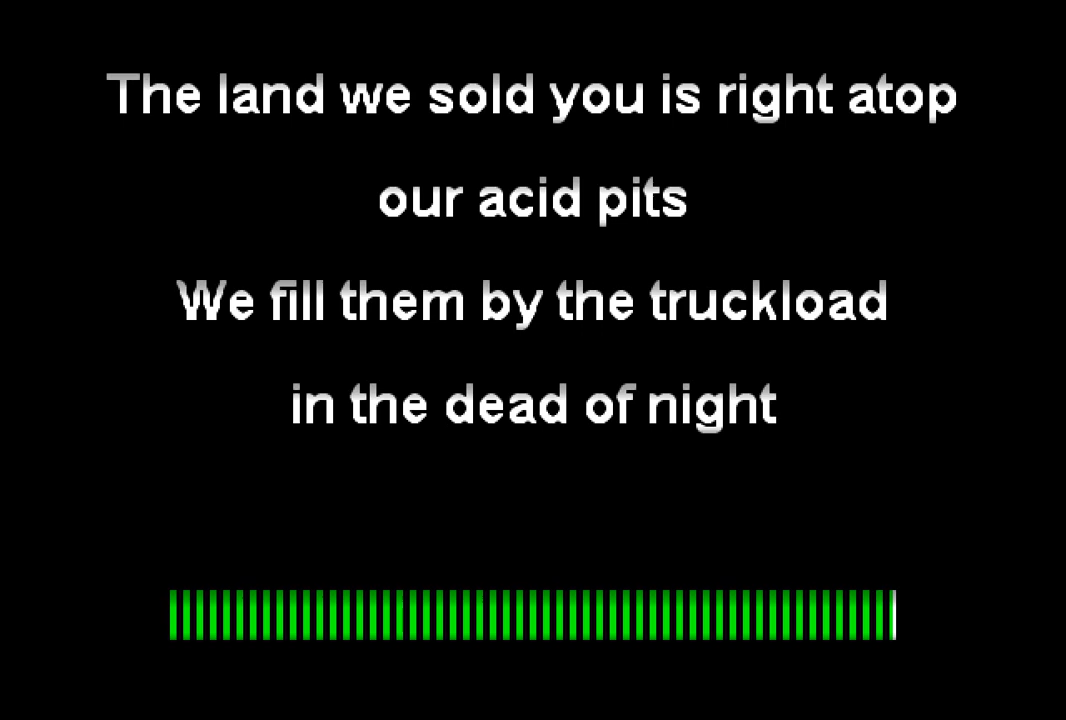 The land we sold you is right atop
our acid pits
We fill them by the truckload
in the dead of night